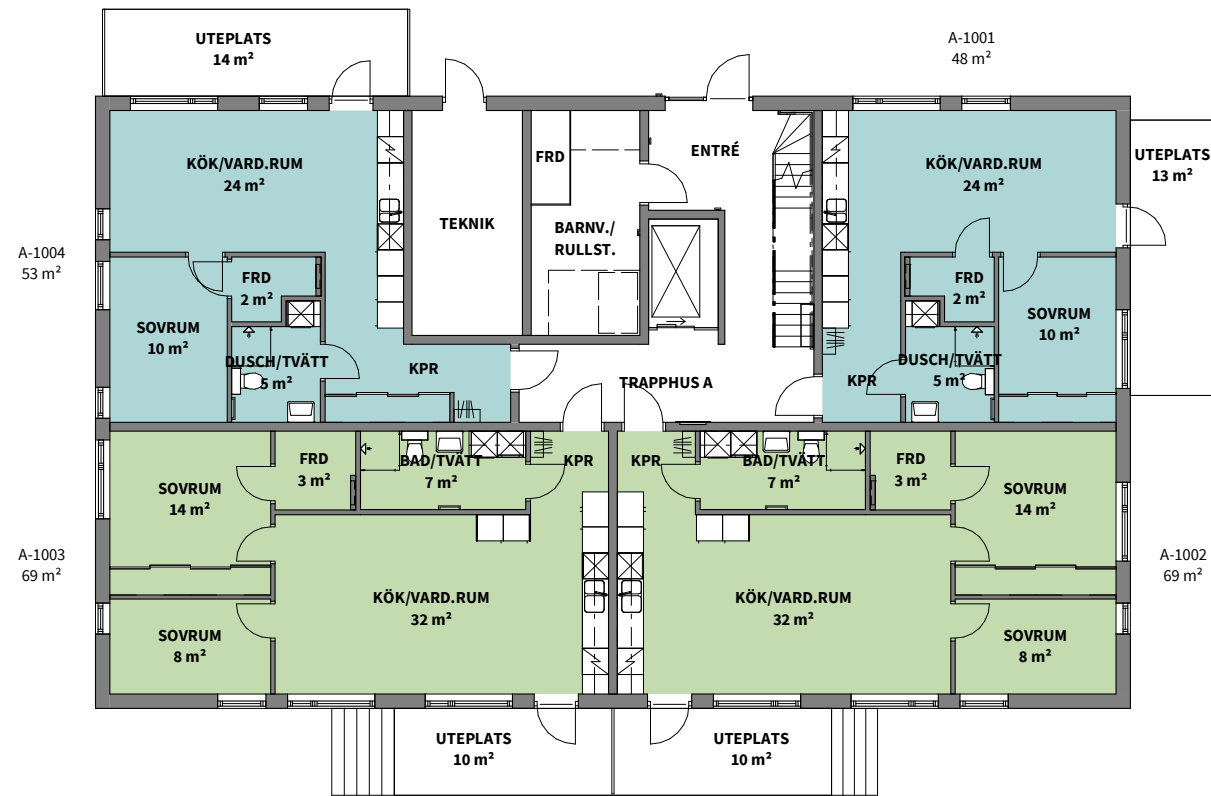 UTEPLATS
14 m²
A-1001
48 m²
KÖK/VARD.RUM
24 m²
TEKNIK
FRD
BARNV./
RULLST.
ENTRÉ
KÖK/VARD.RUM
24 m²
UTEPLATS
13 m²
A-1004
53 m²
FRD
2 m²
SOVRUM
10 m²
DUSCH/TVÄTT
5 m²
KPR
TRAPPHUS A
KPR
FRD
2 m²
SOVRUM
10 m²
DUSCH/TVÄTT
5 m²
SOVRUM
14 m²
FRD
3 m²
BAD/TVÄTT
7 m²
KPR
KPR
BAD/TVÄTT
7 m²
FRD
3 m²
SOVRUM
14 m²
A-1003
69 m²
KÖK/VARD.RUM
32 m²
KÖK/VARD.RUM
32 m²
A-1002
69 m²
SOVRUM
8 m²
SOVRUM
8 m²
UTEPLATS
10 m²
UTEPLATS
10 m²